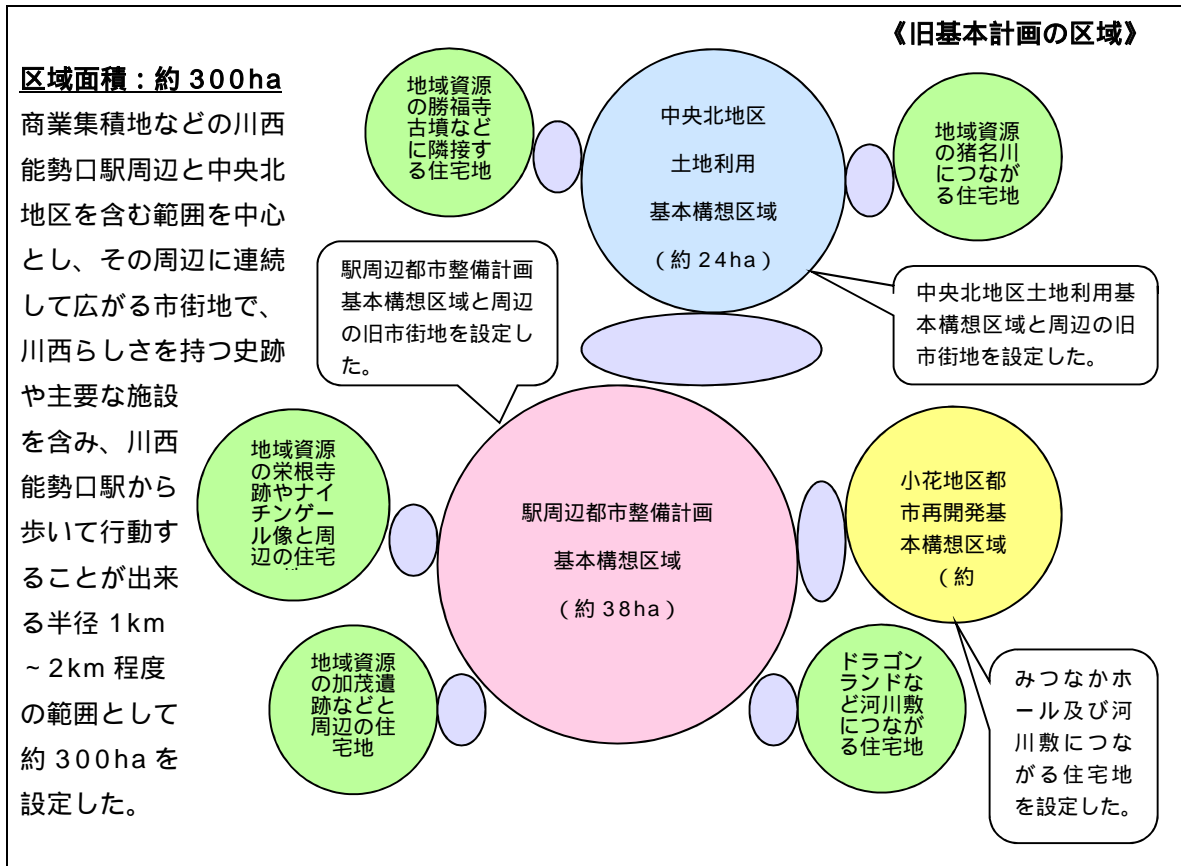 《旧基本計画の区域》
区域面積：約300ha
商業集積地などの川西
能勢口駅周辺と中央北
地区を含む範囲を中心
とし、その周辺に連続
して広がる市街地で、
川西らしさを持つ史跡
や主要な施設
を含み、川西
能勢口駅から
歩いて行動す
ることが出来
る半径1km
~2km程度
の範囲として
約300haを
設定した。
地域資源
の勝福寺
古墳など
に隣接す
る住宅地
中央北地区
土地利用
基本構想区域
（約24ha）
地域資源
の猪名川
につなが
る住宅地
駅周辺都市整備計画
基本構想区域と周辺
の旧市街地を設定し
た。
中央北地区土地利用基
本構想区域と周辺の旧
市街地を設定した。
地域資源
の栄根寺
跡やナイ
チンゲー
ル像と周
辺の住宅
駅周辺都市整備計画
基本構想区域
（約38ha）
小花地区都
市再開発基
本構想区域
（約
地域資源
の加茂遺
跡などと
周辺の住
宅地
ドラゴン
ランドな
ど河川敷
につなが
る住宅地
みつなかホ
ール及び河
川敷につな
がる住宅地
を設定した。